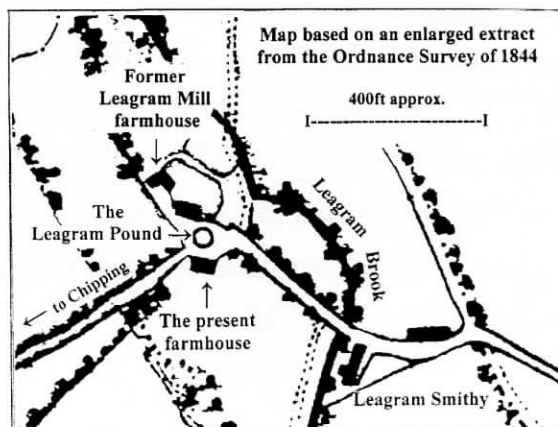 Map based on an enlarged extract
from the Ordnance Survey of 1844
400ft approx.
Former
Leagram Mill
farmhouse
The
Leagram Pound
to Chipping
The present
farmhouse
Leagram
Brook
Leagram Smithy